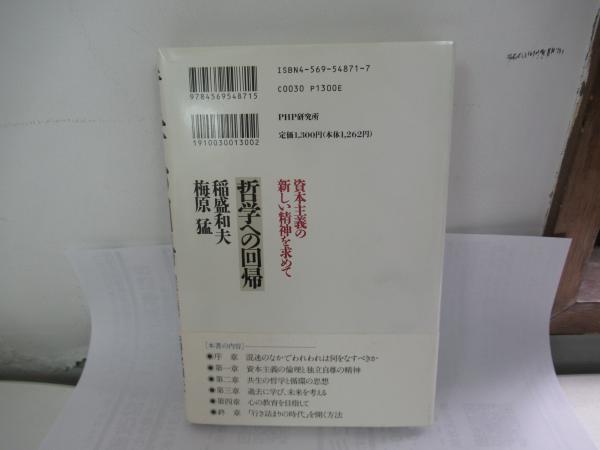 ISBN4-569-54871-7
C0030 P1300E
9784569548715
1910030013002
PHP研究所
定価1,300円(本体1,262円)
資本主義の
新しい精神を求めて
哲学への回帰
稲盛和夫
梅原 猛
[本書の内容]
●序 章 混迷のなかでわれわれは何をなすべきか
●第一章 資本主義の倫理と独立自尊の精神
●第二章 共生の哲学と循環の思想
●第三章 過去に学び、未来を考える
●第四章 心の教育を目指して
●終 章 「行き詰まりの時代」を開く方法